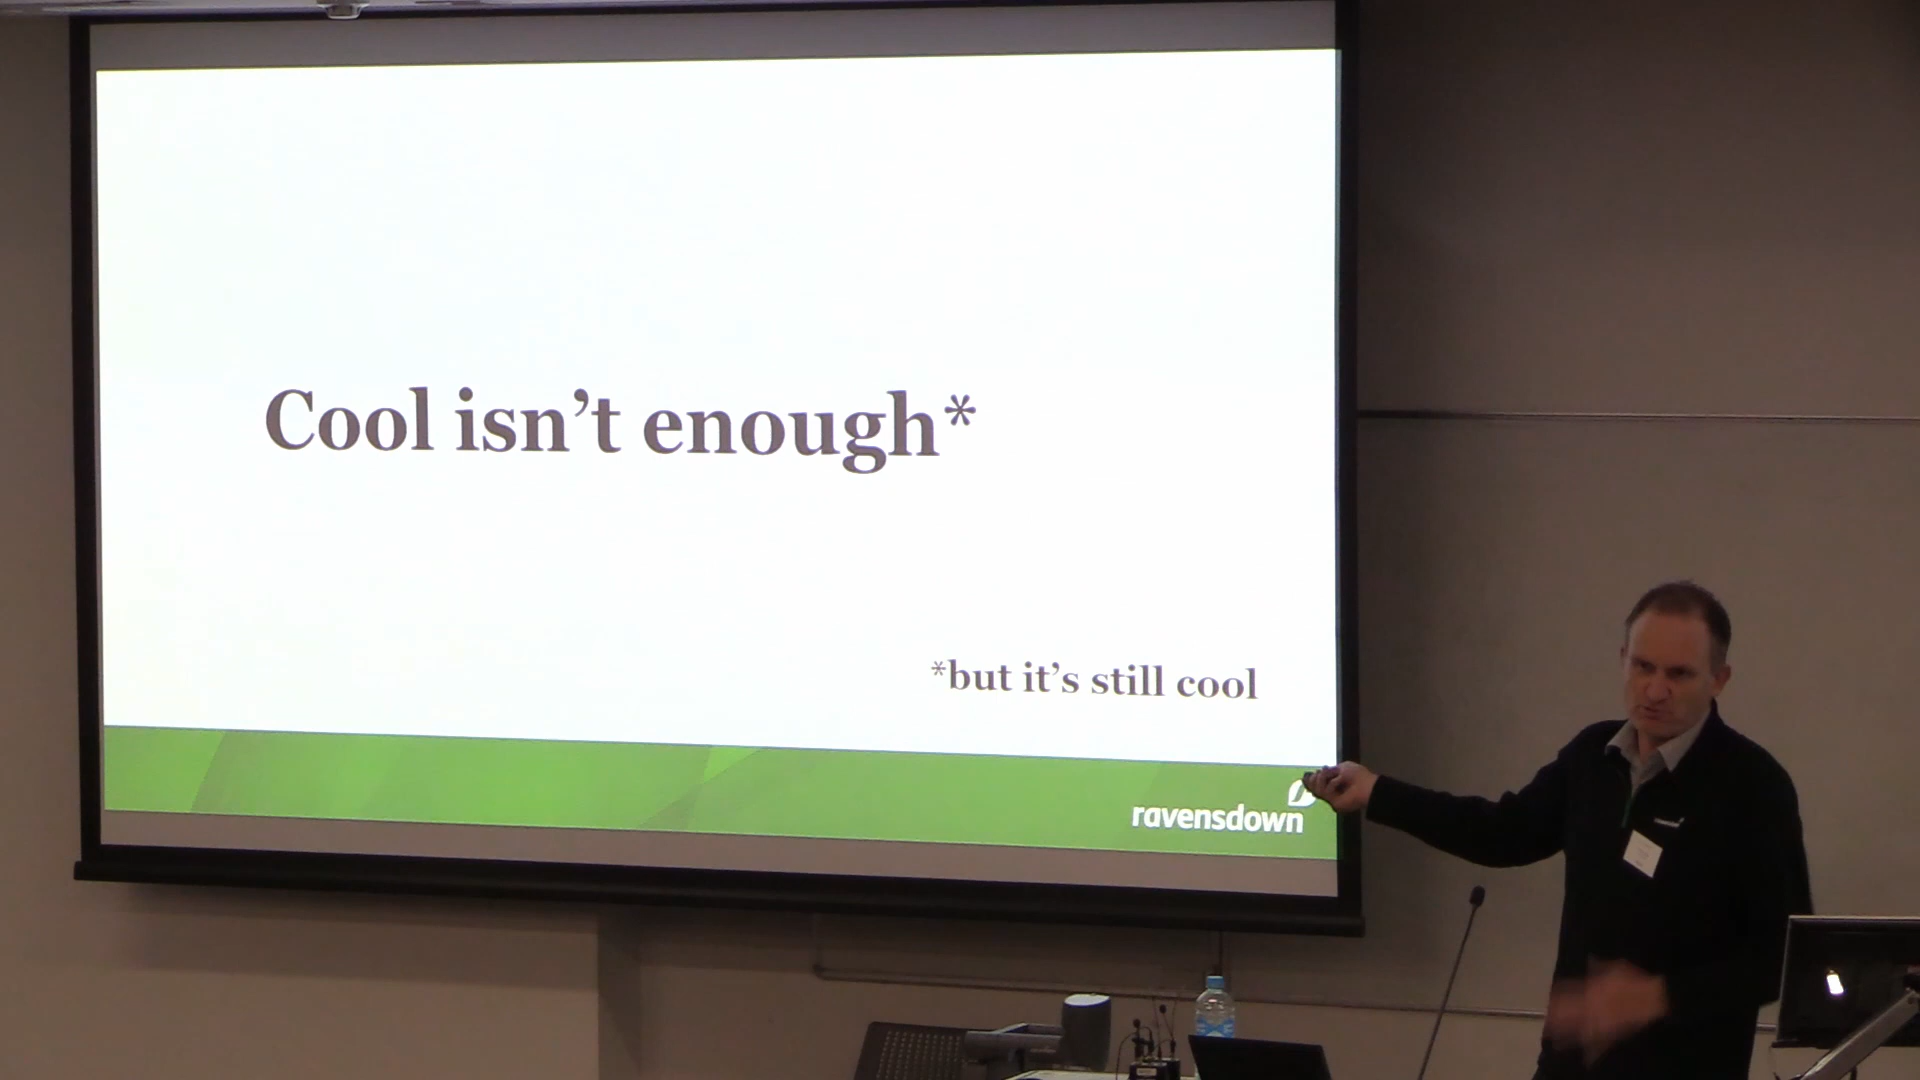 Cool isn’t enough*
*but it’s still cool
ravensdown